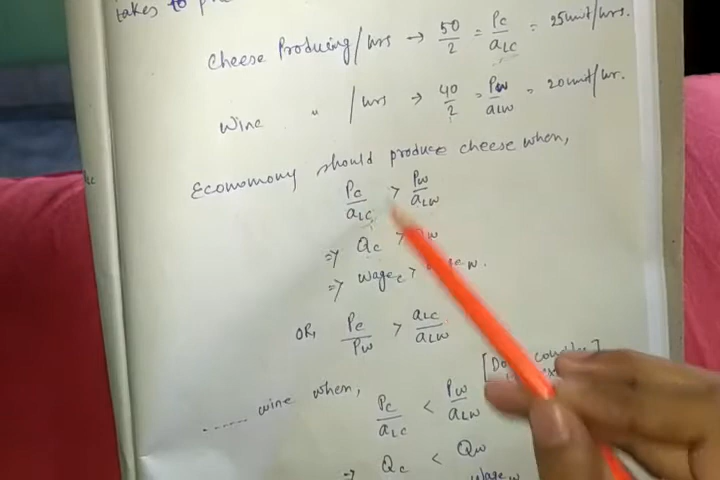 takes to
Cheese Producing/hrs → 50/2 = Pc/aLC = 25unit/hrs.
Wine " /hrs → 40/2 = Pw/aLW = 20unit/hr.
Economony should produce cheese when,
Pc/aLC > Pw/aLW
=> Qc >
=> wagec >
OR, Pc/Pw > aLC/aLW
...... wine when,
Pc/aLC < Pw/aLW
=> Qc < Qw
wagew